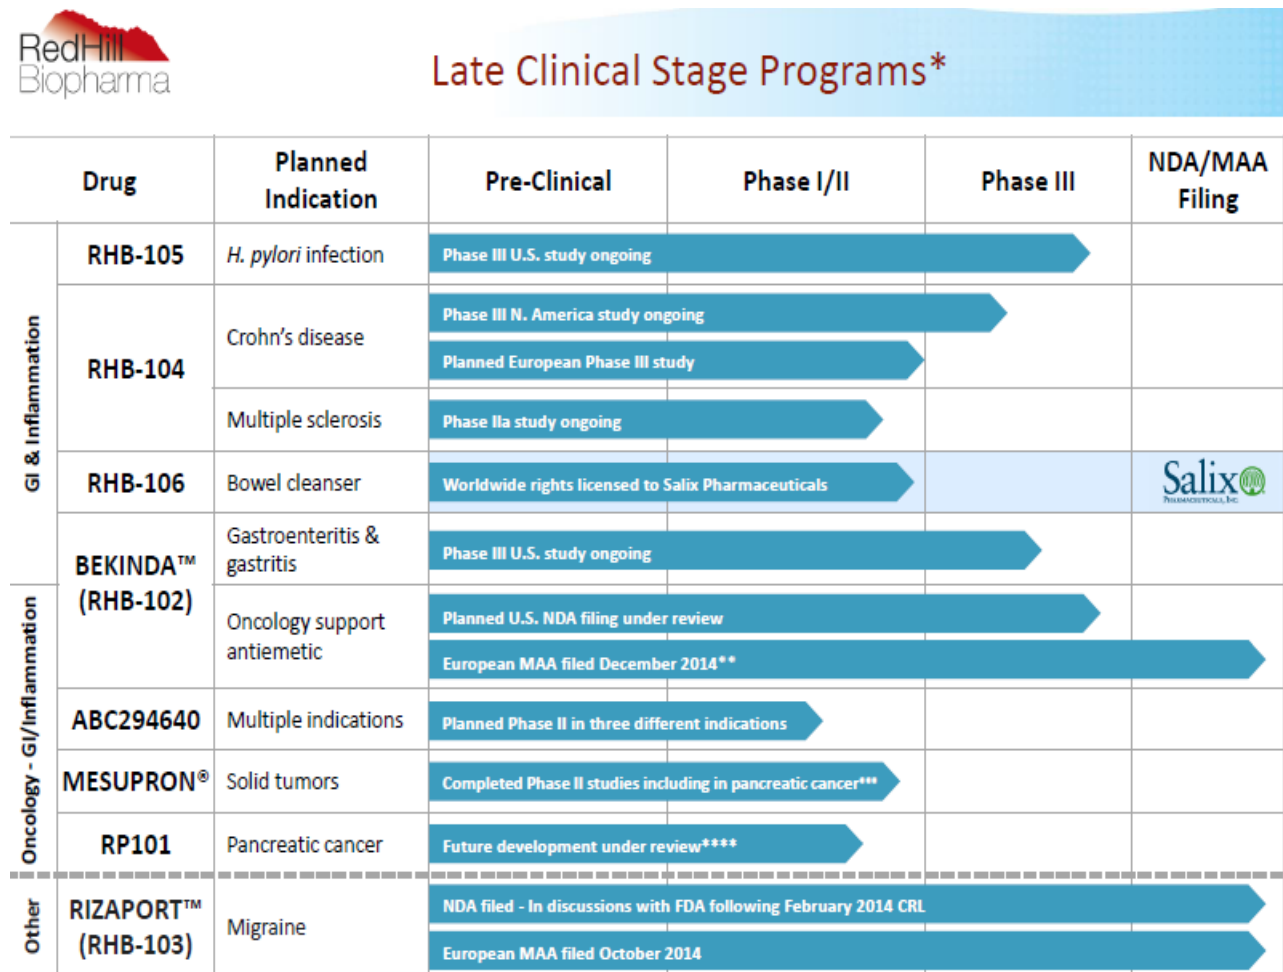 RedHill
Biopharma
Late Clinical Stage Programs*
Drug
Planned
Indication
Pre-Clinical
Phase I/II
Phase III
NDA/MAA
Filing
GI & Inflammation
RHB-105
H. pylori infection
Phase III U.S. study ongoing
RHB-104
Crohn's disease
Phase III N. America study ongoing
Planned European Phase III study
Multiple sclerosis
Phase IIa study ongoing
RHB-106
Bowel cleanser
Worldwide rights licensed to Salix Pharmaceuticals
Salix
PHARMACEUTICALS, INC.
BEKINDA™
(RHB-102)
Gastroenteritis &
gastritis
Phase III U.S. study ongoing
Oncology - GI/Inflammation
Oncology support
antiemetic
Planned U.S. NDA filing under review
European MAA filed December 2014**
ABC294640
Multiple indications
Planned Phase II in three different indications
MESUPRON®
Solid tumors
Completed Phase II studies including in pancreatic cancer***
RP101
Pancreatic cancer
Future development under review****
Other
RIZAPORT™
(RHB-103)
Migraine
NDA filed - In discussions with FDA following February 2014 CRL
European MAA filed October 2014